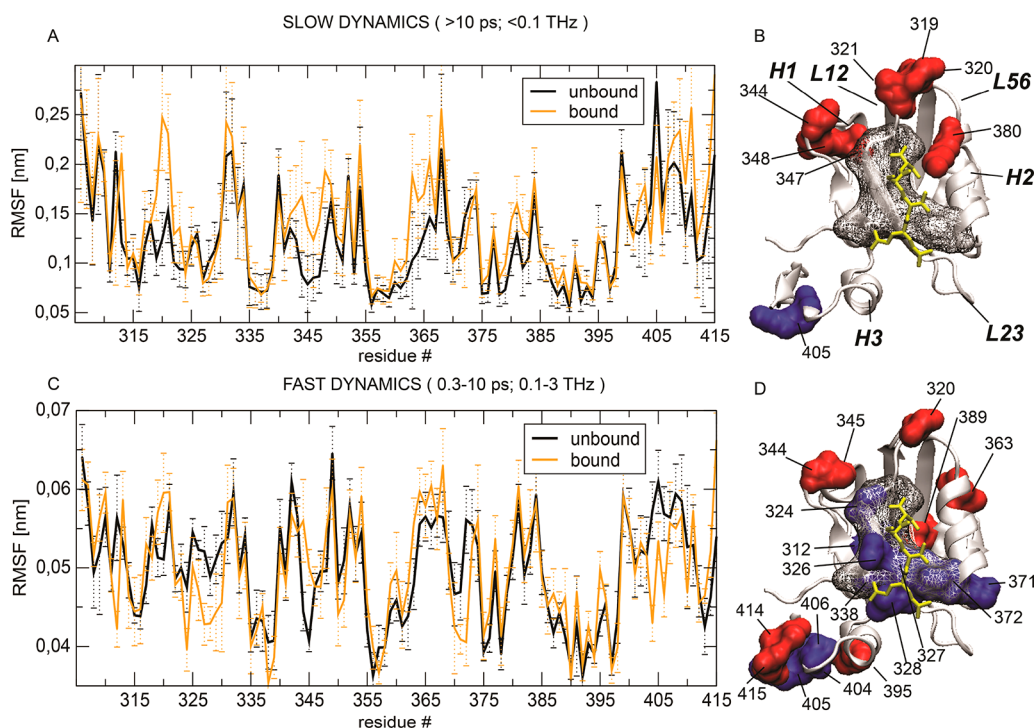 SLOW DYNAMICS ( >10 ps; <0.1 THz )
A
0,25
0,2
0,15
0,1
0,05
RMSF [nm]
unbound
bound
315 325 335 345 355 365 375 385 395 405 415
residue #
B
319
321
320
H1
L12
L56
344
380
348
347
H2
405
H3
L23
C
FAST DYNAMICS ( 0.3-10 ps; 0.1-3 THz )
0,07
0,06
0,05
0,04
RMSF [nm]
unbound
bound
315 325 335 345 355 365 375 385 395 405 415
residue #
D
320
345
389
344
363
324
312
326
371
406
338
372
414
327
328
415
404
395
405